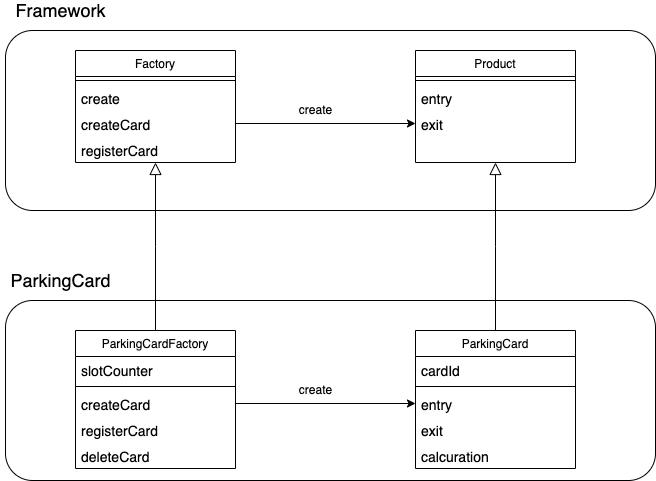 Framework
Factory
create
createCard
registerCard
create
Product
entry
exit
ParkingCard
ParkingCardFactory
slotCounter
createCard
registerCard
deleteCard
create
ParkingCard
cardId
entry
exit
calcuration